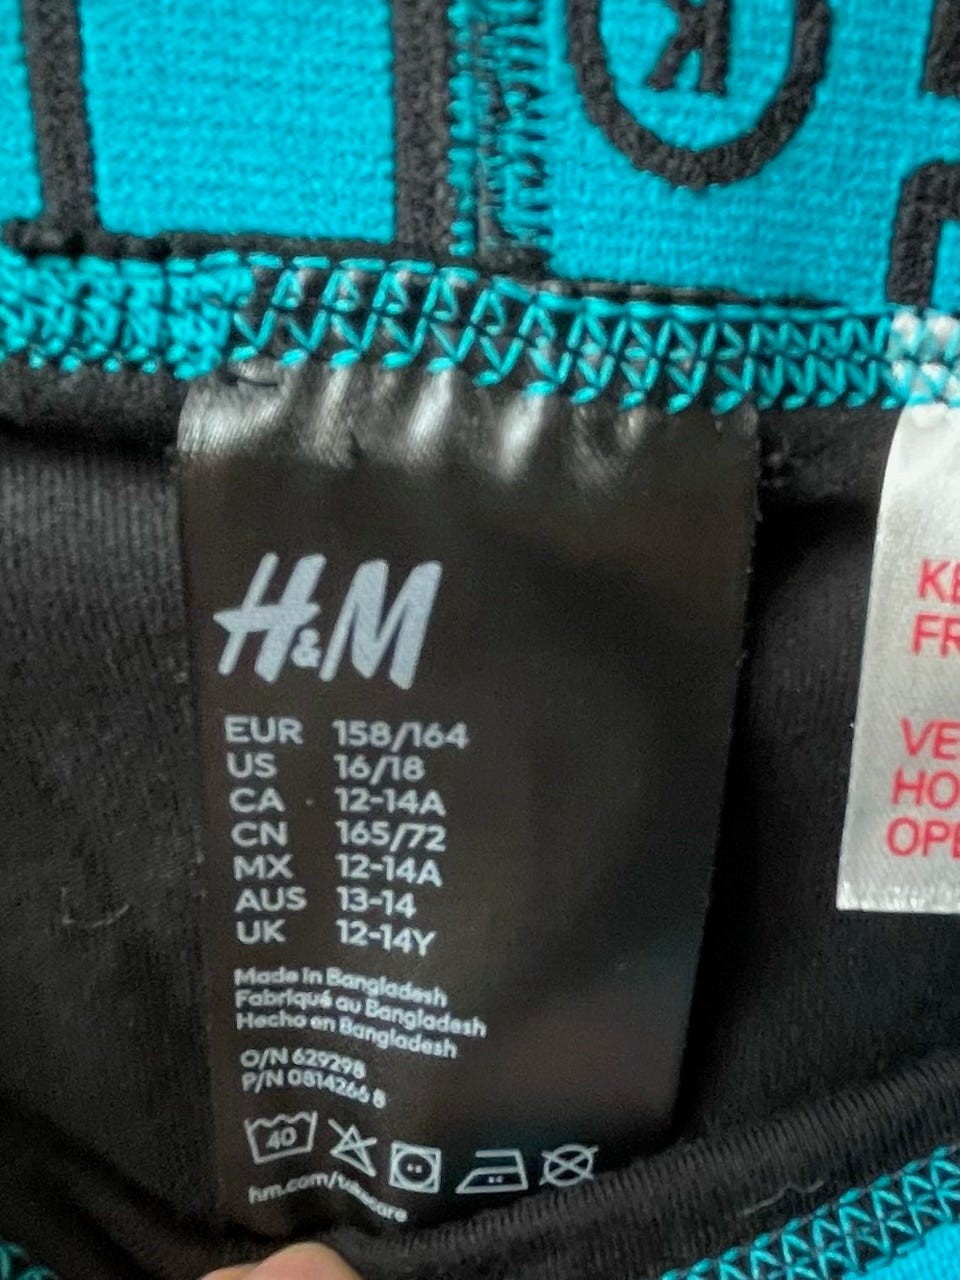 H&M
EUR 158/164
US 16/18
CA 12-14A
CN 165/72
MX 12-14A
AUS 13-14
UK 12-14Y
Made in Bangladesh
Fabriqué au Bangladesh
Hecho en Bangladesh
O/N 629298
P/N 0814266 8
40
hm.com/takecare
KE
FR
VE
HO
OPE
®